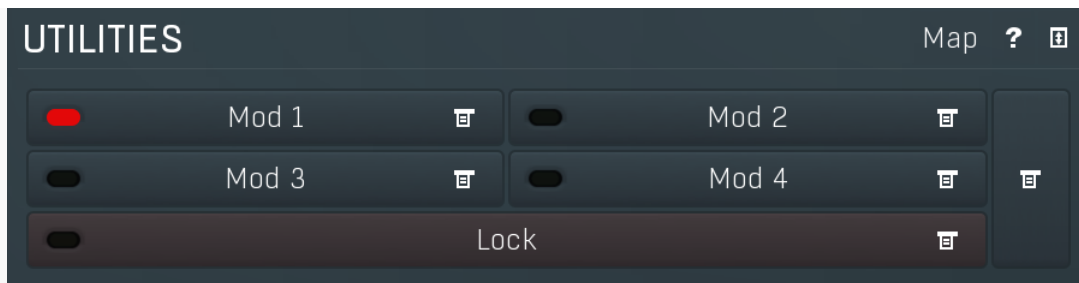 UTILITIES Map ?
Mod 1 Mod 2
Mod 3 Mod 4
Lock